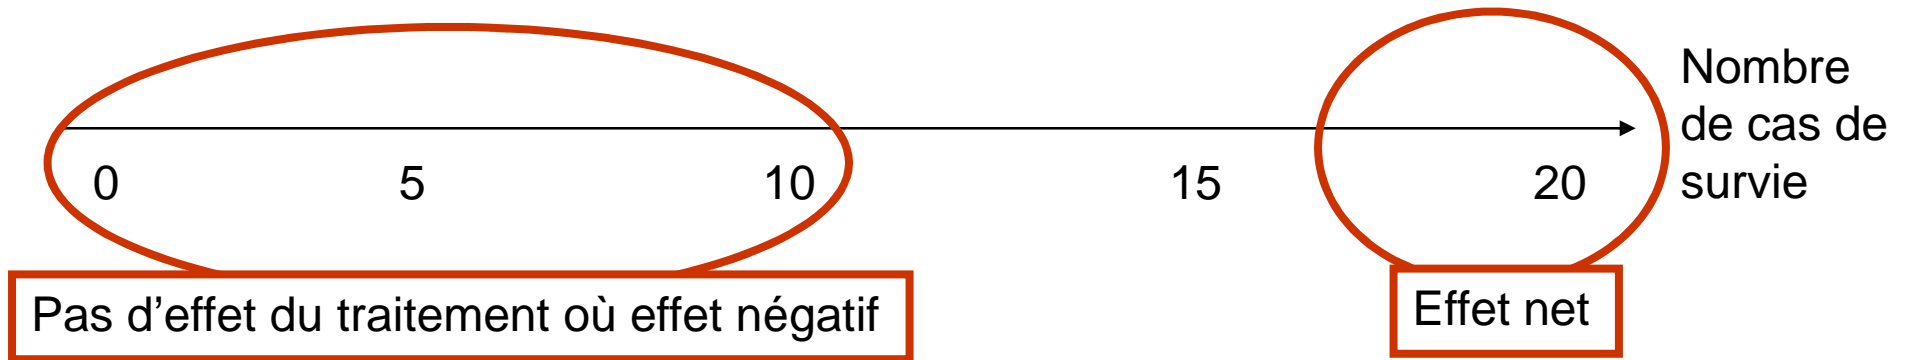 Nombre
de cas de
survie
0 5 10 15 20
Pas d’effet du traitement où effet négatif
Effet net